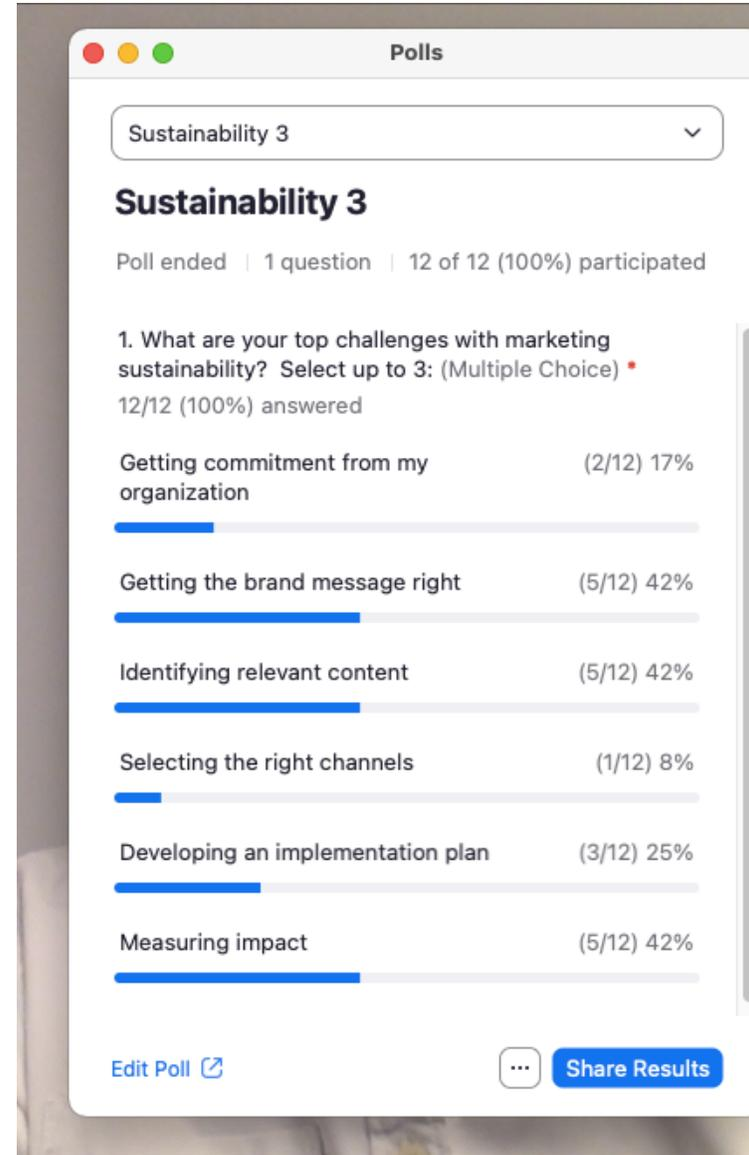 Polls
Sustainability 3
Sustainability 3
Poll ended | 1 question | 12 of 12 (100%) participated
1. What are your top challenges with marketing
sustainability? Select up to 3: (Multiple Choice) *
12/12 (100%) answered
Getting commitment from my (2/12) 17%
organization
Getting the brand message right (5/12) 42%
Identifying relevant content (5/12) 42%
Selecting the right channels (1/12) 8%
Developing an implementation plan (3/12) 25%
Measuring impact (5/12) 42%
Edit Poll ... Share Results